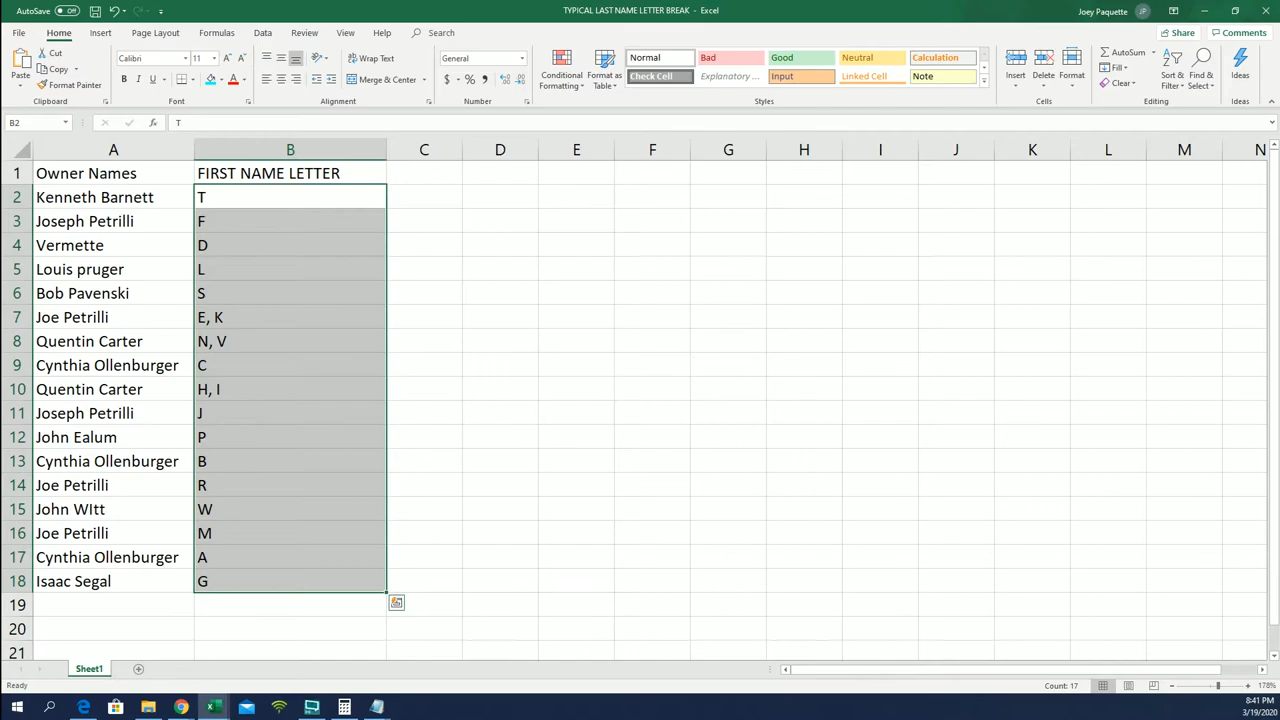 AutoSave Off TYPICAL LAST NAME LETTER BREAK - Excel Joey Paquette JP
File Home Insert Page Layout Formulas Data Review View Help Search Share Comments
Paste Cut Copy Format Painter Clipboard
Calibri 11 B I U A A A Font
Wrap Text Merge & Center Alignment
General $ % , Number
Conditional Formatting Format as Table
Normal Bad Good Neutral Calculation
Check Cell Explanatory ... Input Linked Cell Note
Styles
Insert Delete Format Cells
AutoSum Fill Clear Sort & Filter Find & Select Editing
Ideas Ideas
B2 fx T
A B C D E F G H I J K L M N
1 Owner Names FIRST NAME LETTER
2 Kenneth Barnett T
3 Joseph Petrilli F
4 Vermette D
5 Louis pruger L
6 Bob Pavenski S
7 Joe Petrilli E, K
8 Quentin Carter N, V
9 Cynthia Ollenburger C
10 Quentin Carter H, I
11 Joseph Petrilli J
12 John Ealum P
13 Cynthia Ollenburger B
14 Joe Petrilli R
15 John WItt W
16 Joe Petrilli M
17 Cynthia Ollenburger A
18 Isaac Segal G
19
20
21
Sheet1
Ready Count: 17 178%
8:41 PM
3/19/2020